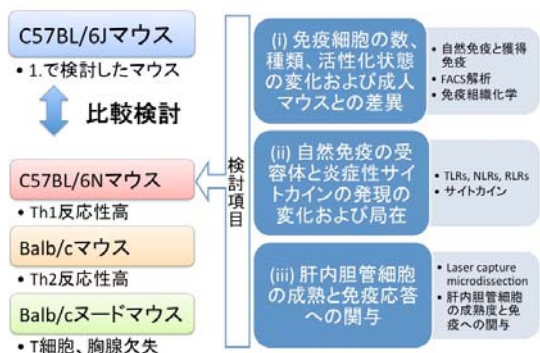 C57BL/6Jマウス
• 1.で検討したマウス
比較検討
C57BL/6Nマウス
• Th1反応性高
Balb/cマウス
• Th2反応性高
Balb/cヌードマウス
• T細胞、胸腺欠失
検討項目
(i) 免疫細胞の数、
種類、活性化状態
の変化および成人
マウスとの差異
• 自然免疫と獲得
免疫
• FACS解析
• 免疫組織化学
(ii) 自然免疫の受
容体と炎症性サイ
トカインの発現の
変化および局在
• TLRs, NLRs, RLRs
• サイトカイン
(iii) 肝内胆管細胞
の成熟と免疫応答
への関与
• Laser capture
microdissection
• 肝内胆管細胞
の成熟度と免
疫への関与